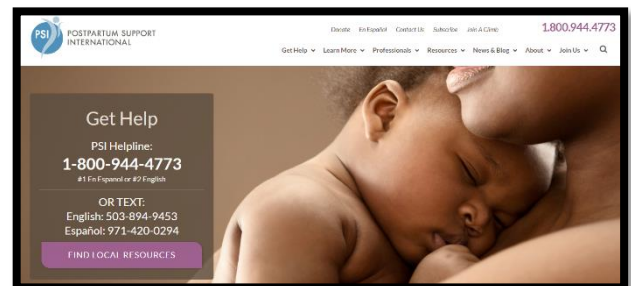 PSI
POSTPARTUM SUPPORT
INTERNATIONAL
Donate En Español Contact Us Subscribe Join A Clinic
1.800.944.4773
Get Help Learn More Professionals Resources News & Blog About Join Us
Get Help
PSI Helpline:
1-800-944-4773
#1 En Espanol or #2 English
OR TEXT:
English: 503-894-9453
Español: 971-420-0294
FIND LOCAL RESOURCES